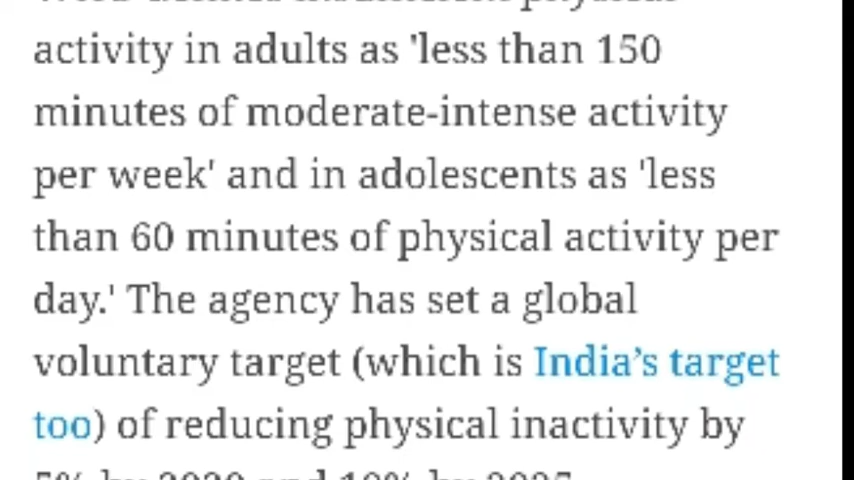 activity in adults as 'less than 150
minutes of moderate-intense activity
per week' and in adolescents as 'less
than 60 minutes of physical activity per
day.' The agency has set a global
voluntary target (which is India’s target
too) of reducing physical inactivity by